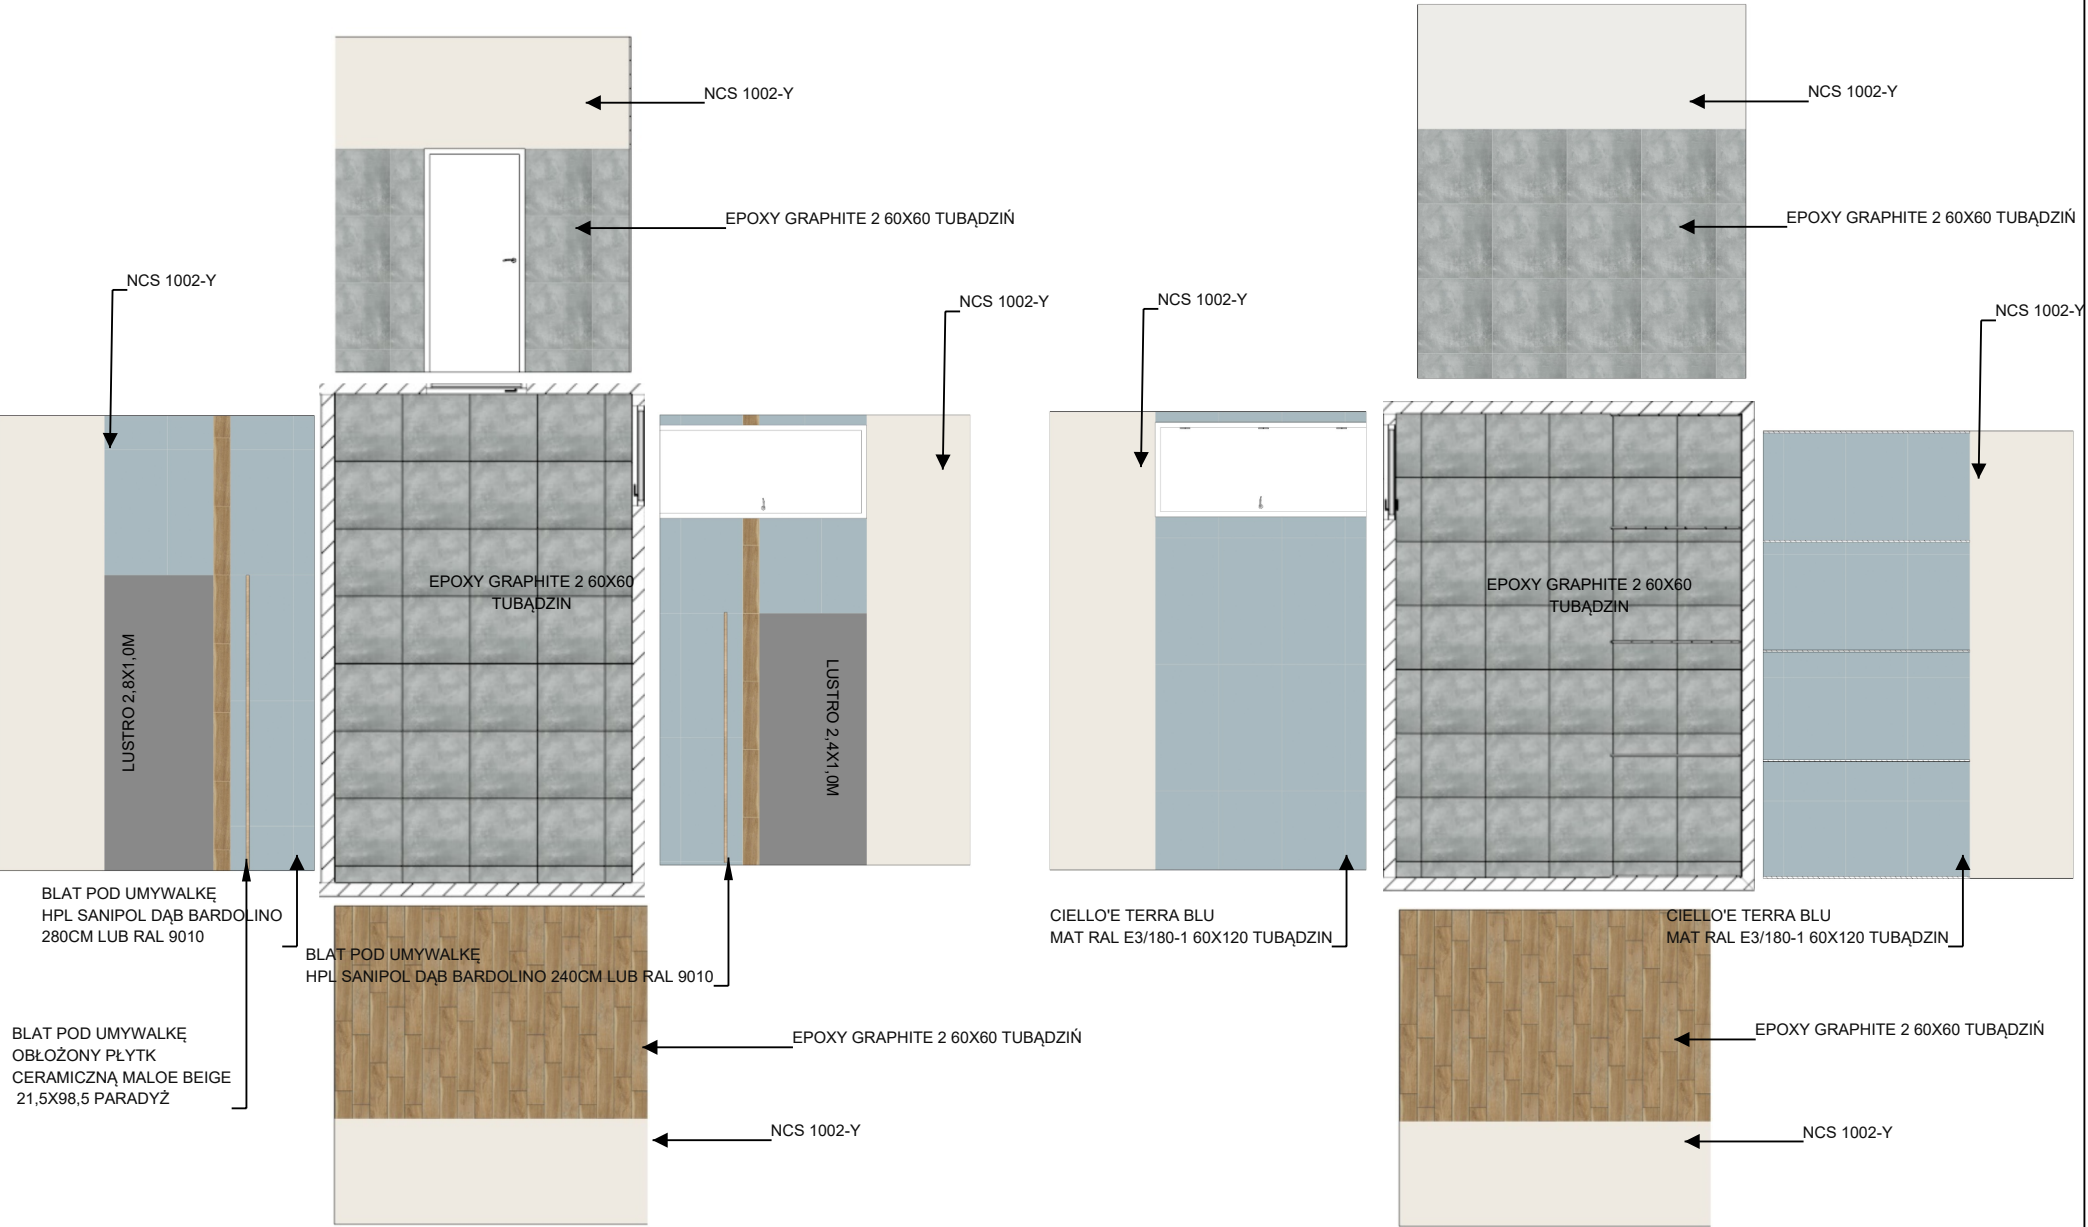 NCS 1002-Y
EPOXY GRAPHITE 2 60X60 TUBĄDZIŃ
NCS 1002-Y
NCS 1002-Y
LUSTRO 2,8X1,0M
EPOXY GRAPHITE 2 60X60
TUBĄDZIN
LUSTRO 2,4X1,0M
BLAT POD UMYWALKĘ
HPL SANIPOL DĄB BARDOLINO
280CM LUB RAL 9010
BLAT POD UMYWALKĘ
HPL SANIPOL DĄB BARDOLINO 240CM LUB RAL 9010
BLAT POD UMYWALKĘ
OBŁOŻONY PŁYTK
CERAMICZNĄ MALOE BEIGE
21,5X98,5 PARADYŻ
EPOXY GRAPHITE 2 60X60 TUBĄDZIŃ
NCS 1002-Y
NCS 1002-Y
EPOXY GRAPHITE 2 60X60 TUBĄDZIŃ
NCS 1002-Y
NCS 1002-Y
EPOXY GRAPHITE 2 60X60
TUBĄDZIN
CIELLO'E TERRA BLU
MAT RAL E3/180-1 60X120 TUBĄDZIN
CIELLO'E TERRA BLU
MAT RAL E3/180-1 60X120 TUBĄDZIN
EPOXY GRAPHITE 2 60X60 TUBĄDZIŃ
NCS 1002-Y